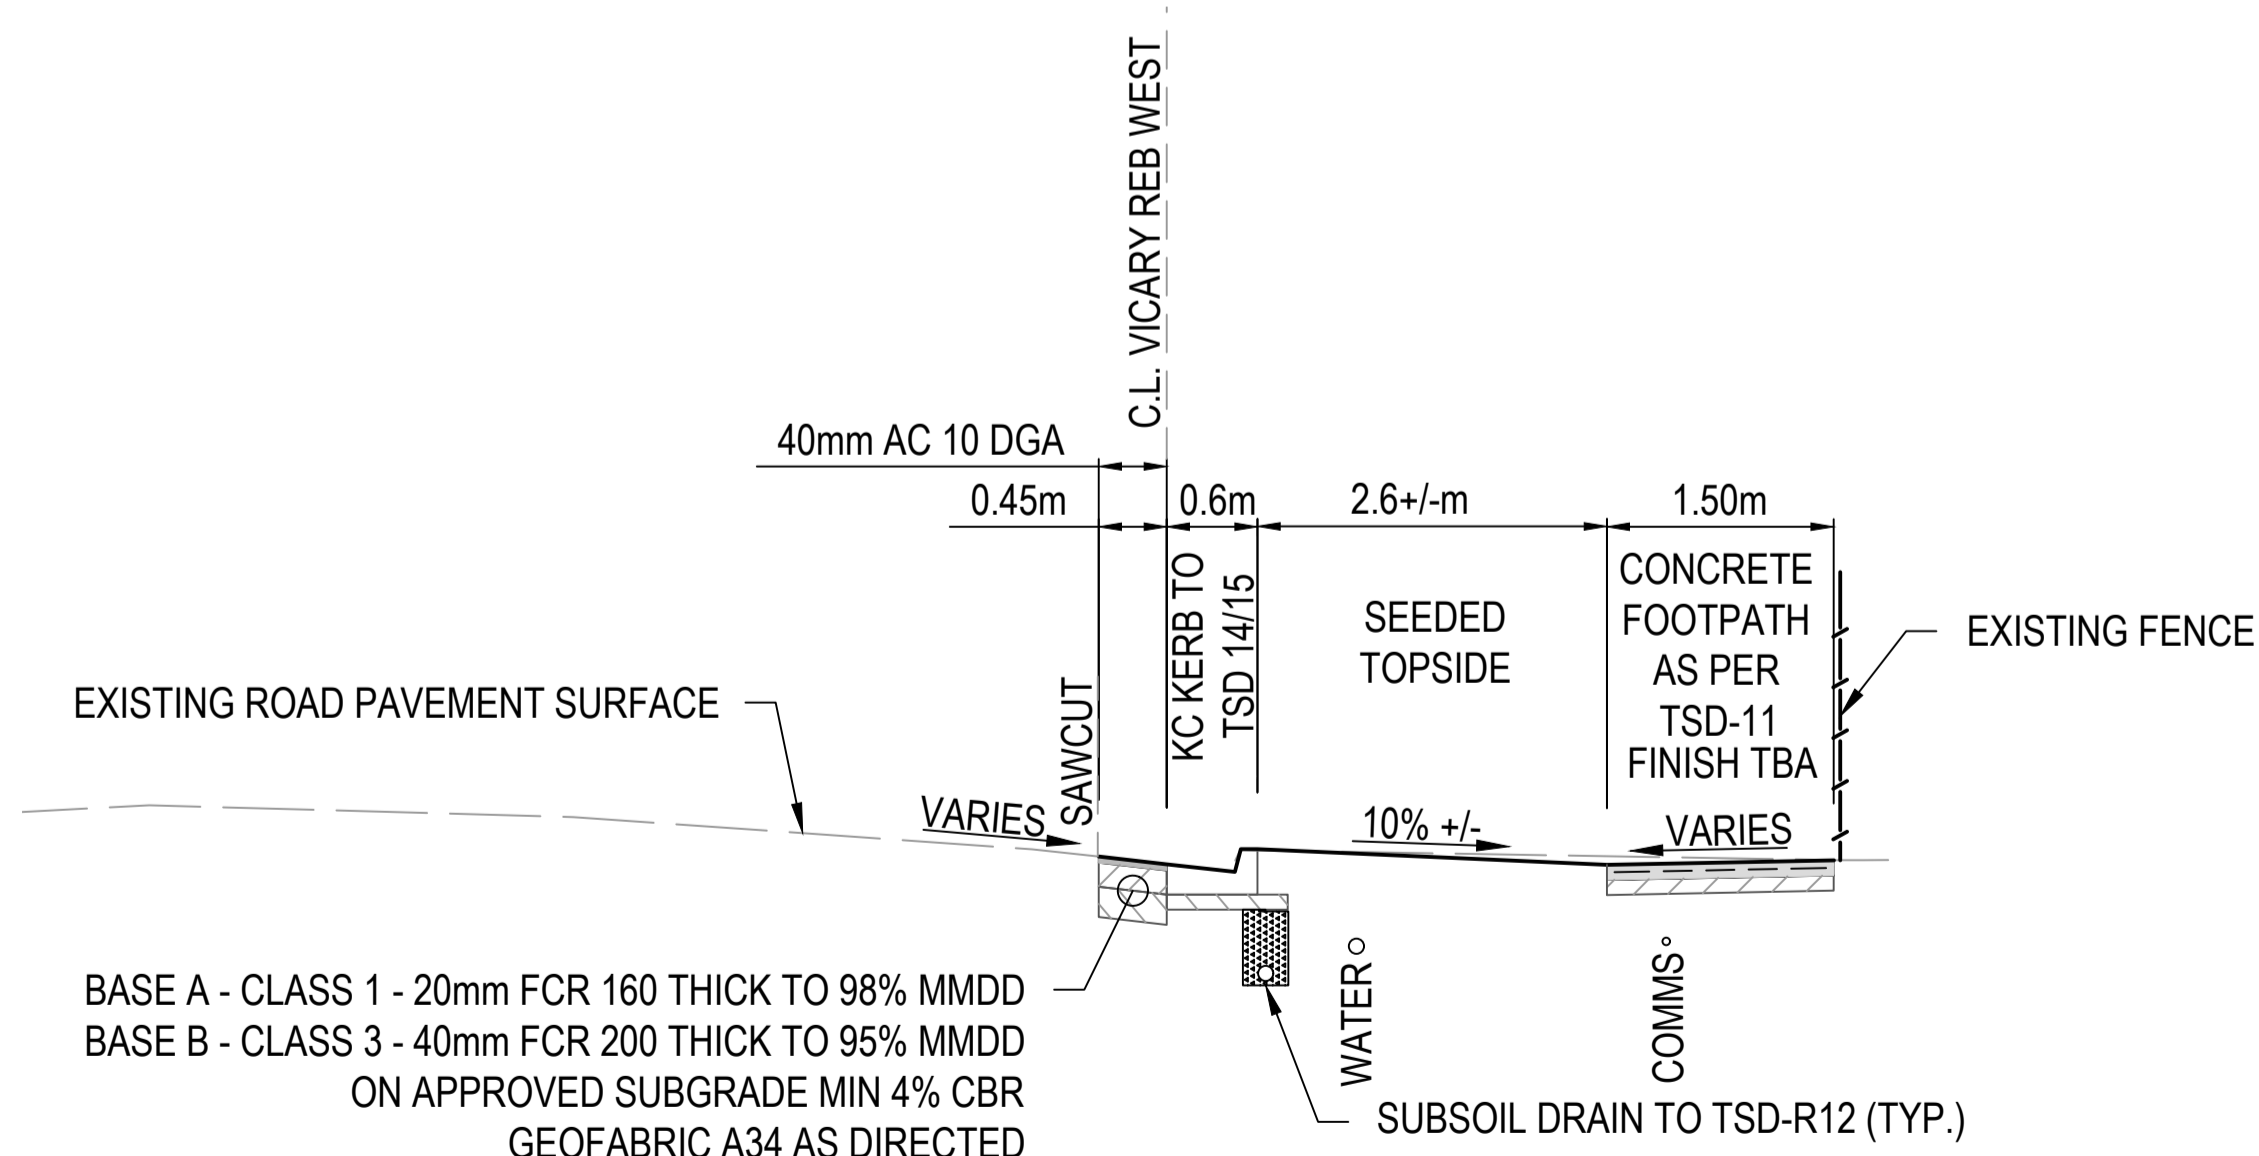 C.L. VICARY REB WEST
40mm AC 10 DGA
0.45m
0.6m
2.6+/-m
1.50m
KC KERB TO
TSD 14/15
SEEDED
TOPSIDE
CONCRETE
FOOTPATH
AS PER
TSD-11
FINISH TBA
EXISTING FENCE
EXISTING ROAD PAVEMENT SURFACE
SAWCUT
VARIES
10% +/-
VARIES
BASE A - CLASS 1 - 20mm FCR 160 THICK TO 98% MMDD
BASE B - CLASS 3 - 40mm FCR 200 THICK TO 95% MMDD
ON APPROVED SUBGRADE MIN 4% CBR
GEOFABRIC A34 AS DIRECTED
WATER
COMMS
SUBSOIL DRAIN TO TSD-R12 (TYP.)